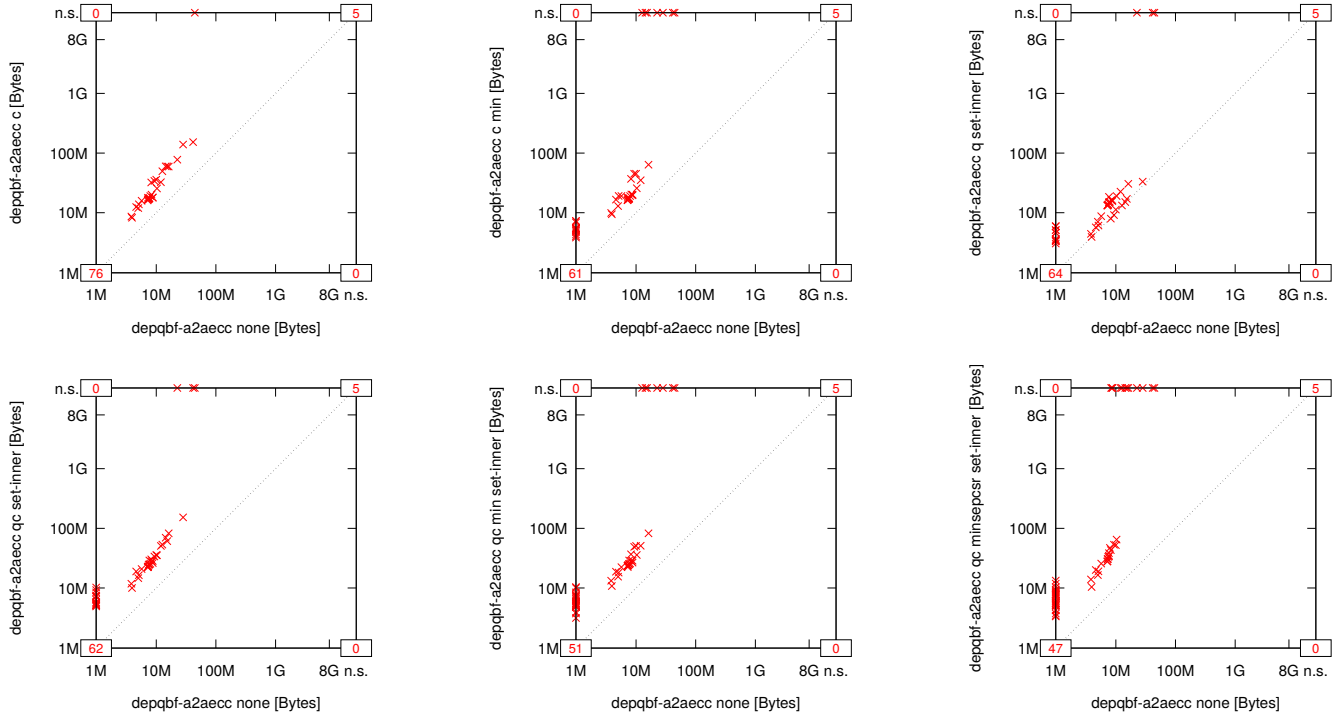 n.s. 0 5
8G
1G
100M
10M
1M 76 0
1M 10M 100M 1G 8G n.s.
depqbf-a2aecc none [Bytes]
depqbf-a2aecc c [Bytes]
n.s. 0 5
8G
1G
100M
10M
1M 61 0
1M 10M 100M 1G 8G n.s.
depqbf-a2aecc none [Bytes]
depqbf-a2aecc c min [Bytes]
n.s. 0 5
8G
1G
100M
10M
1M 64 0
1M 10M 100M 1G 8G n.s.
depqbf-a2aecc none [Bytes]
depqbf-a2aecc q set-inner [Bytes]
n.s. 0 5
8G
1G
100M
10M
1M 62 0
1M 10M 100M 1G 8G n.s.
depqbf-a2aecc none [Bytes]
depqbf-a2aecc qc set-inner [Bytes]
n.s. 0 5
8G
1G
100M
10M
1M 51 0
1M 10M 100M 1G 8G n.s.
depqbf-a2aecc none [Bytes]
depqbf-a2aecc qc min set-inner [Bytes]
n.s. 0 5
8G
1G
100M
10M
1M 47 0
1M 10M 100M 1G 8G n.s.
depqbf-a2aecc none [Bytes]
depqbf-a2aecc qc minsepcsr set-inner [Bytes]